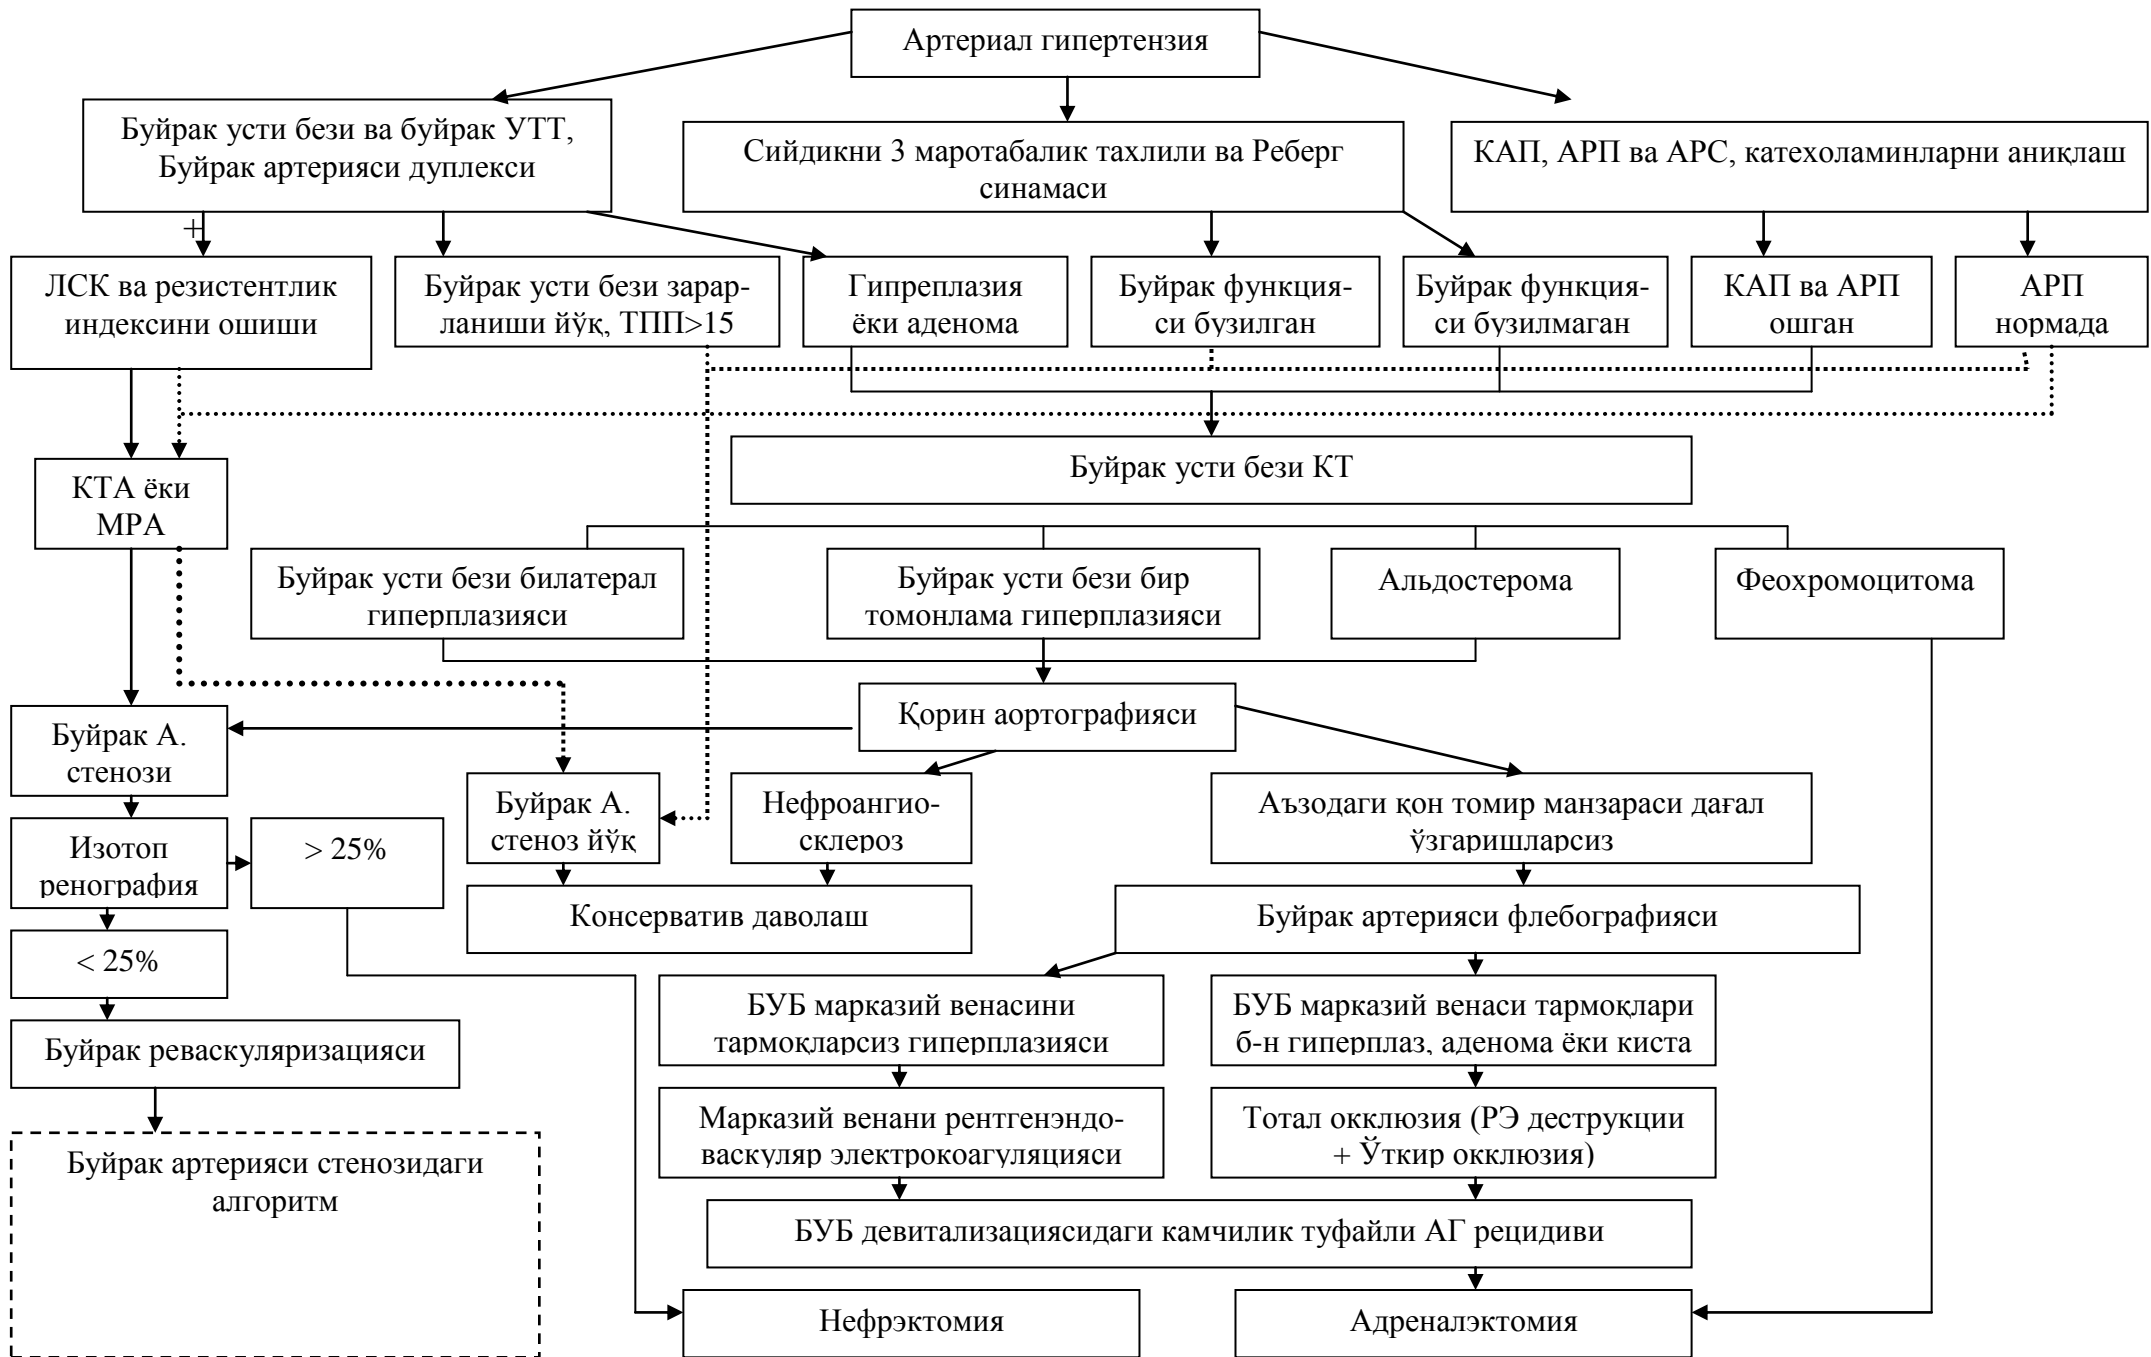 Артериал гипертензия
Буйрак усти бези ва буйрак УТТ,
Буйрак артерияси дуплекси
Сийдикни 3 маротабалик тахлили ва Реберг
синамаси
КАП, АРП ва АРС, катехоламинларни аниқлаш
+
ЛСК ва резистентлик
индексини ошиши
Буйрак усти бези зарар-
ланиши йўқ, ТПП>15
Гипреплазия
ёки аденома
Буйрак функция-
си бузилган
Буйрак функция-
си бузилмаган
КАП ва АРП
ошган
АРП
нормада
Буйрак усти бези КТ
КТА ёки
МРА
Буйрак усти бези билатерал
гиперплазияси
Буйрак усти бези бир
томонлама гиперплазияси
Альдостерома
Феохромоцитома
Қорин аортографияси
Буйрак А.
стенози
Буйрак А.
стеноз йўқ
Нефроангио-
склероз
Аъзодаги қон томир манзараси дағал
ўзгаришларсиз
Изотоп
ренография
> 25%
Консерватив даволаш
Буйрак артерияси флебографияси
< 25%
БУБ марказий венасини
тармоқларсиз гиперплазияси
БУБ марказий венаси тармоқлари
б-н гиперплаз, аденома ёки киста
Буйрак реваскуляризацияси
Марказий венани рентгенэндо-
васкуляр электрокоагуляцияси
Тотал окклюзия (РЭ деструкции
+ Ўткир окклюзия)
Буйрак артерияси стенозидаги
алгоритм
БУБ девитализациясидаги камчилик туфайли АГ рецидиви
Нефрэктомия
Адреналэктомия